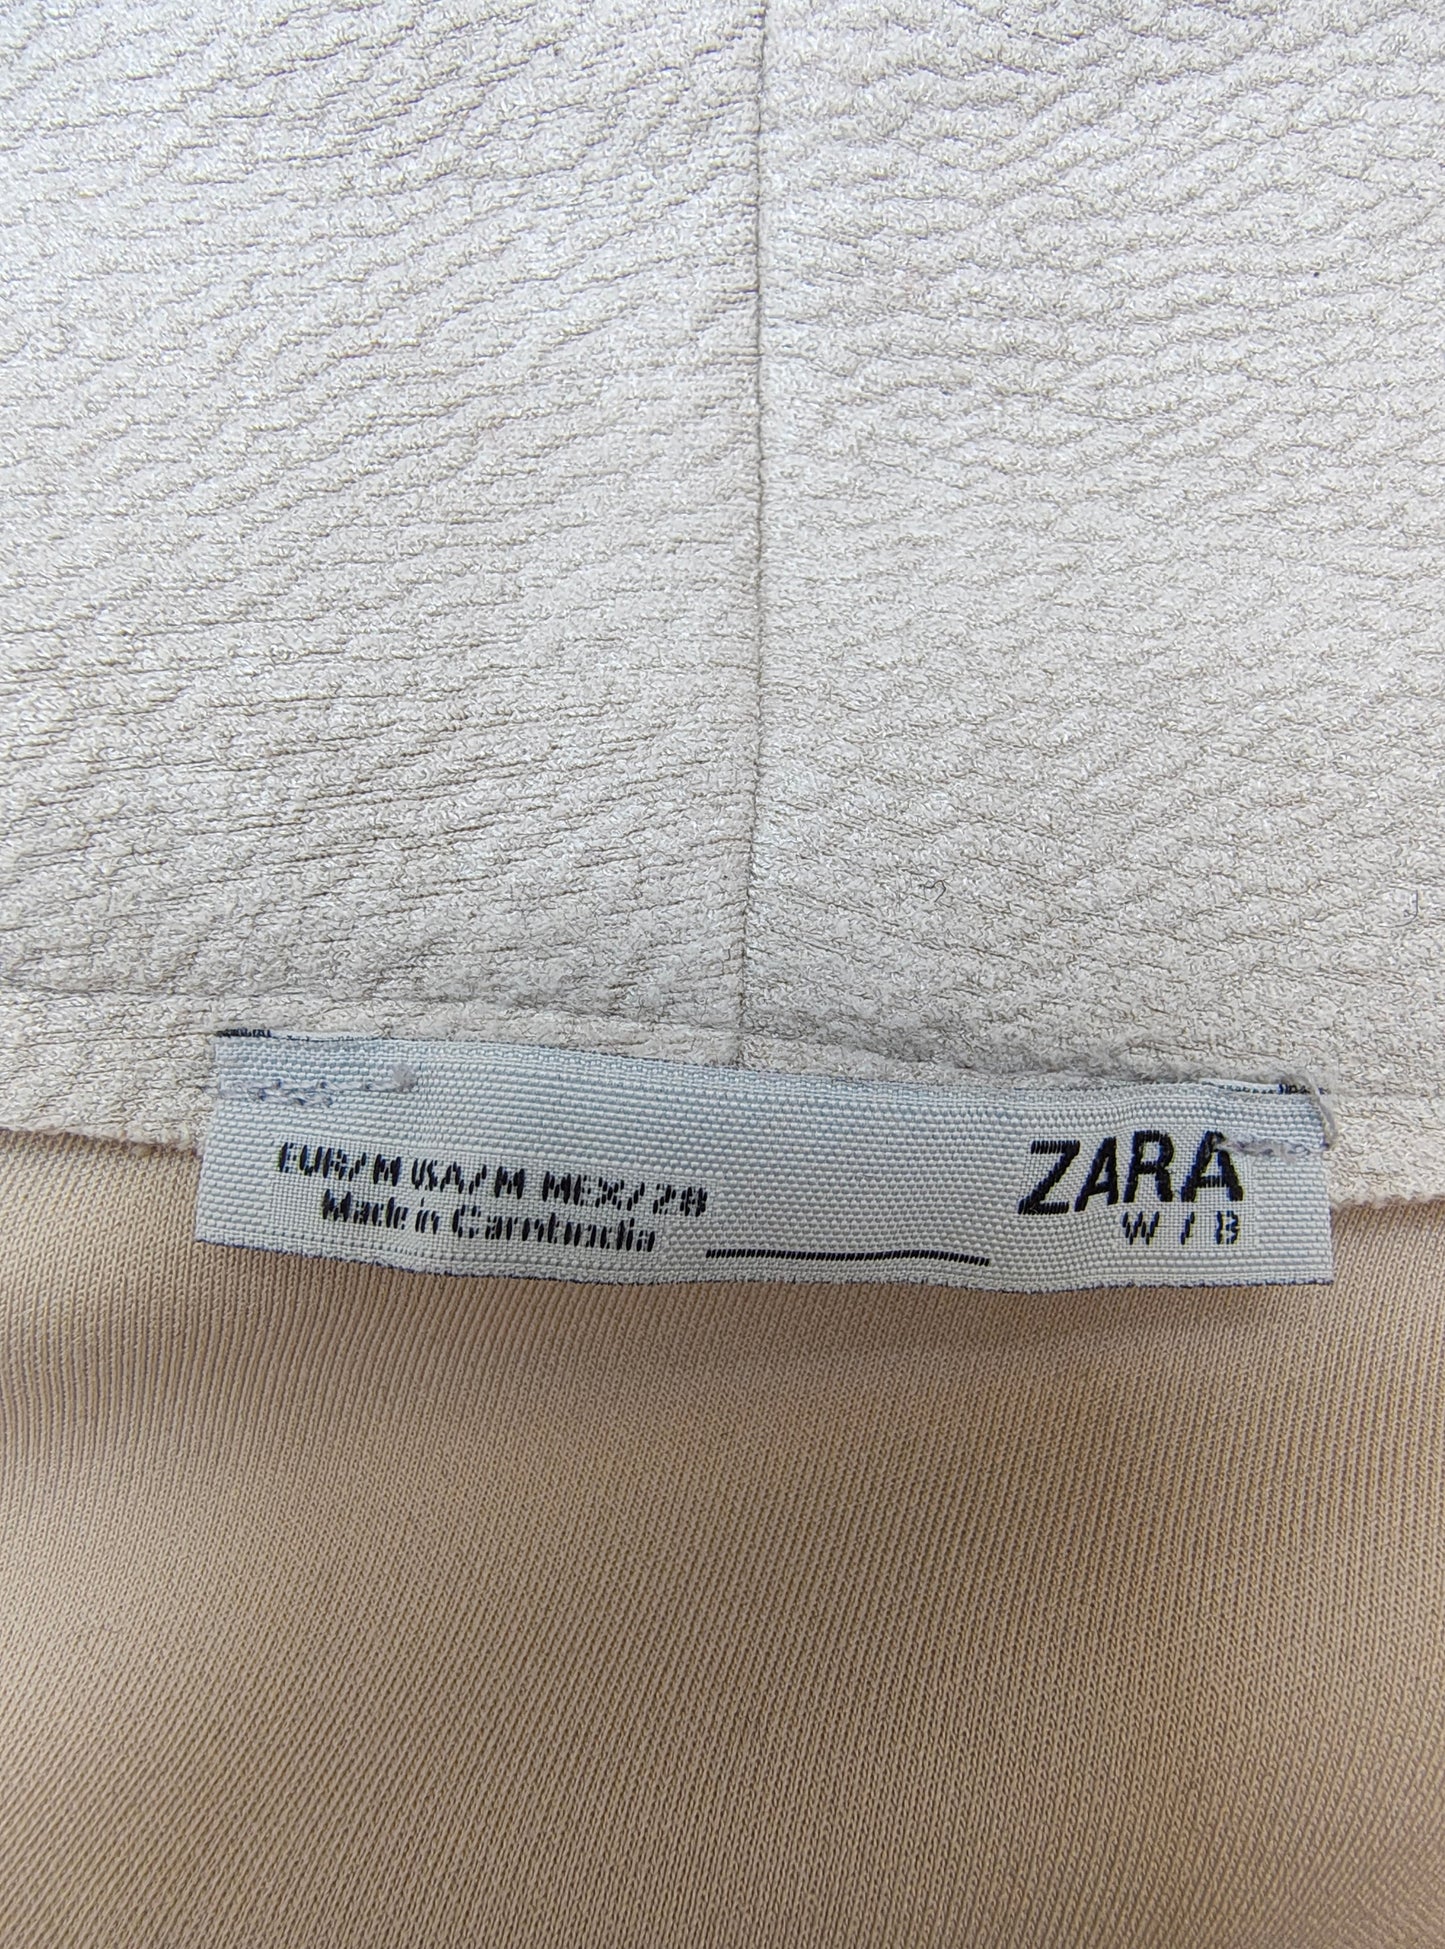 EUR/M USA/M MEX/28
Made in Cambodia
ZARA
W / B